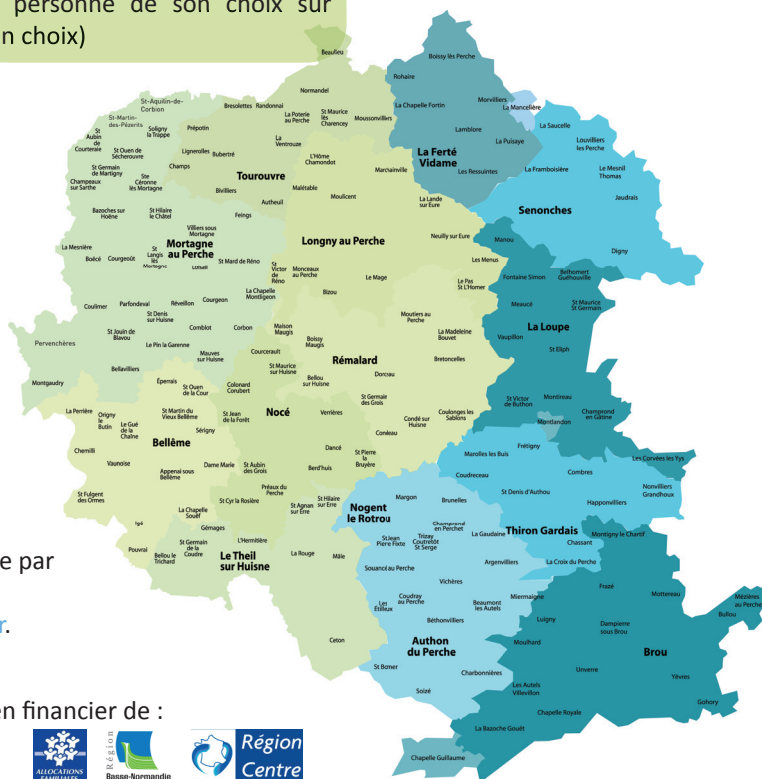 personne de son choix sur
n choix)
Beaulieu
Boissy lès Perche
Rohaire
Normandel
Morvilliers
La Mancelière
La Chapelle Fortin
St-Aquilin-de-
Corbion
Bresolettes
Randonnai
La Poterie
au Perche
St Maurice
lès
Charencey
Moussonvilliers
St-Martin-
des-Pézerits
Soligny
la Trappe
Prépotin
Lamblore
La Saucelle
St
Aubin
de
Courteraie
La
Ventrouze
La Puisaye
Louvilliers
les Perche
St Ouen de
Sécherouvre
Lignerolles
Bubertré
L'Hôme
Chamondot
La Ferté
Vidame
St Germain
de Martigny
Champs
Marchainville
Les Ressuintes
La Framboisière
Le Mesnil
Thomas
Champeaux
sur Sarthe
Ste
Céronne
lès Mortagne
Tourouvre
Bivilliers
Malétable
Moulicent
Jaudrais
Autheuil
La Lande
sur Eure
Senonches
Bazoches sur
Hoëne
St Hilaire
le Châtel
Feings
Villiers sous
Mortagne
Neuilly sur Eure
Manou
Digny
La Mesnière
Mortagne
au Perche
Longny au Perche
Boëcé
Courgeoût
St
Langis
lès
Mortagne
Loisail
St Mard de Réno
St
Victor
de
Réno
Monceaux
au Perche
Les Menus
Fontaine Simon
Bethomert
Guéhouville
Le Mage
Le Pas
St L'Homer
La Chapelle
Montligeon
Bizou
Meaucé
St Maurice
St Germain
Coulimer
Parfondeval
Réveillon
Courgeon
Moutiers au
Perche
St Denis
sur Huisne
La Loupe
St Jouin de
Blavou
Comblot
Corbon
Maison
Maugis
La Madeleine
Bouvet
Vaupillon
Pervenchères
Le Pin la Garenne
Boissy
Maugis
St Eliph
Mauves
sur Huisne
Courcerault
Rémalard
Bretoncelles
Bellavilliers
St Maurice
sur Huisne
Bellou
sur Huisne
Dorceau
Montgaudry
Éperrais
St Ouen
de la Cour
Colonard
Corubert
St Germain
des Grois
St Victor
de Buthon
Montireau
La Perrière
Origny
le
Butin
St Martin du
Vieux Bellême
St Jean
de la Forêt
Nocé
Verrières
Condé sur
Huisne
Coulonges les
Sablons
Champrond
en Gâtine
Le Gué
de la
Chaîne
Sérigny
Montlandon
Condeau
Bellême
Frétigny
Chemilli
Dancé
St Pierre
la
Bruyère
Marolles les Buis
Les Corvées les Yys
Vaunoise
Dame Marie
St Aubin
des Grois
Berd'huis
Coudreceau
Combres
Appenai sous
Bellême
Préaux du
Perche
Nonvilliers
Grandhoux
St Fulgent
des Ormes
St Cyr la Rosière
St Agnan
sur Erre
St Hilaire
sur Erre
Margon
Brunelles
St Denis d'Authou
Happonvilliers
La Chapelle
Souëf
Nogent
le Rotrou
Igé
Gémages
Champrond
en Perchet
Thiron Gardais
L'Hermitière
St Jean
Pierre Fixte
Trizay
Coutretôt
St Serge
La Gaudaine
Montigny le Chartif
Pouvrai
Bellou le
Trichard
St Germain
de la
Coudre
Le Theil
sur Huisne
La Rouge
Mâle
Chassant
Souancé au Perche
Argenvilliers
La Croix du Perche
e par
Vichères
Frazé
Mottereau
Mézières
au Perche
Les
Étilleux
Coudray
au Perche
Beaumont
les Autels
Miermaigne
Bullou
r.
Béthonvilliers
Luigny
Dampierre
sous Brou
Ceton
Authon
du Perche
Moulhard
Brou
St Bomer
Charbonnières
Unverre
Yèvres
Soizé
Les Autels
Villevillon
Gohory
en financier de :
Chapelle Royale
La Bazoche Gouët
Chapelle Guillaume
ALLOCATIONS
FAMILIALES
Région
Basse-Normandie
Région
Centre